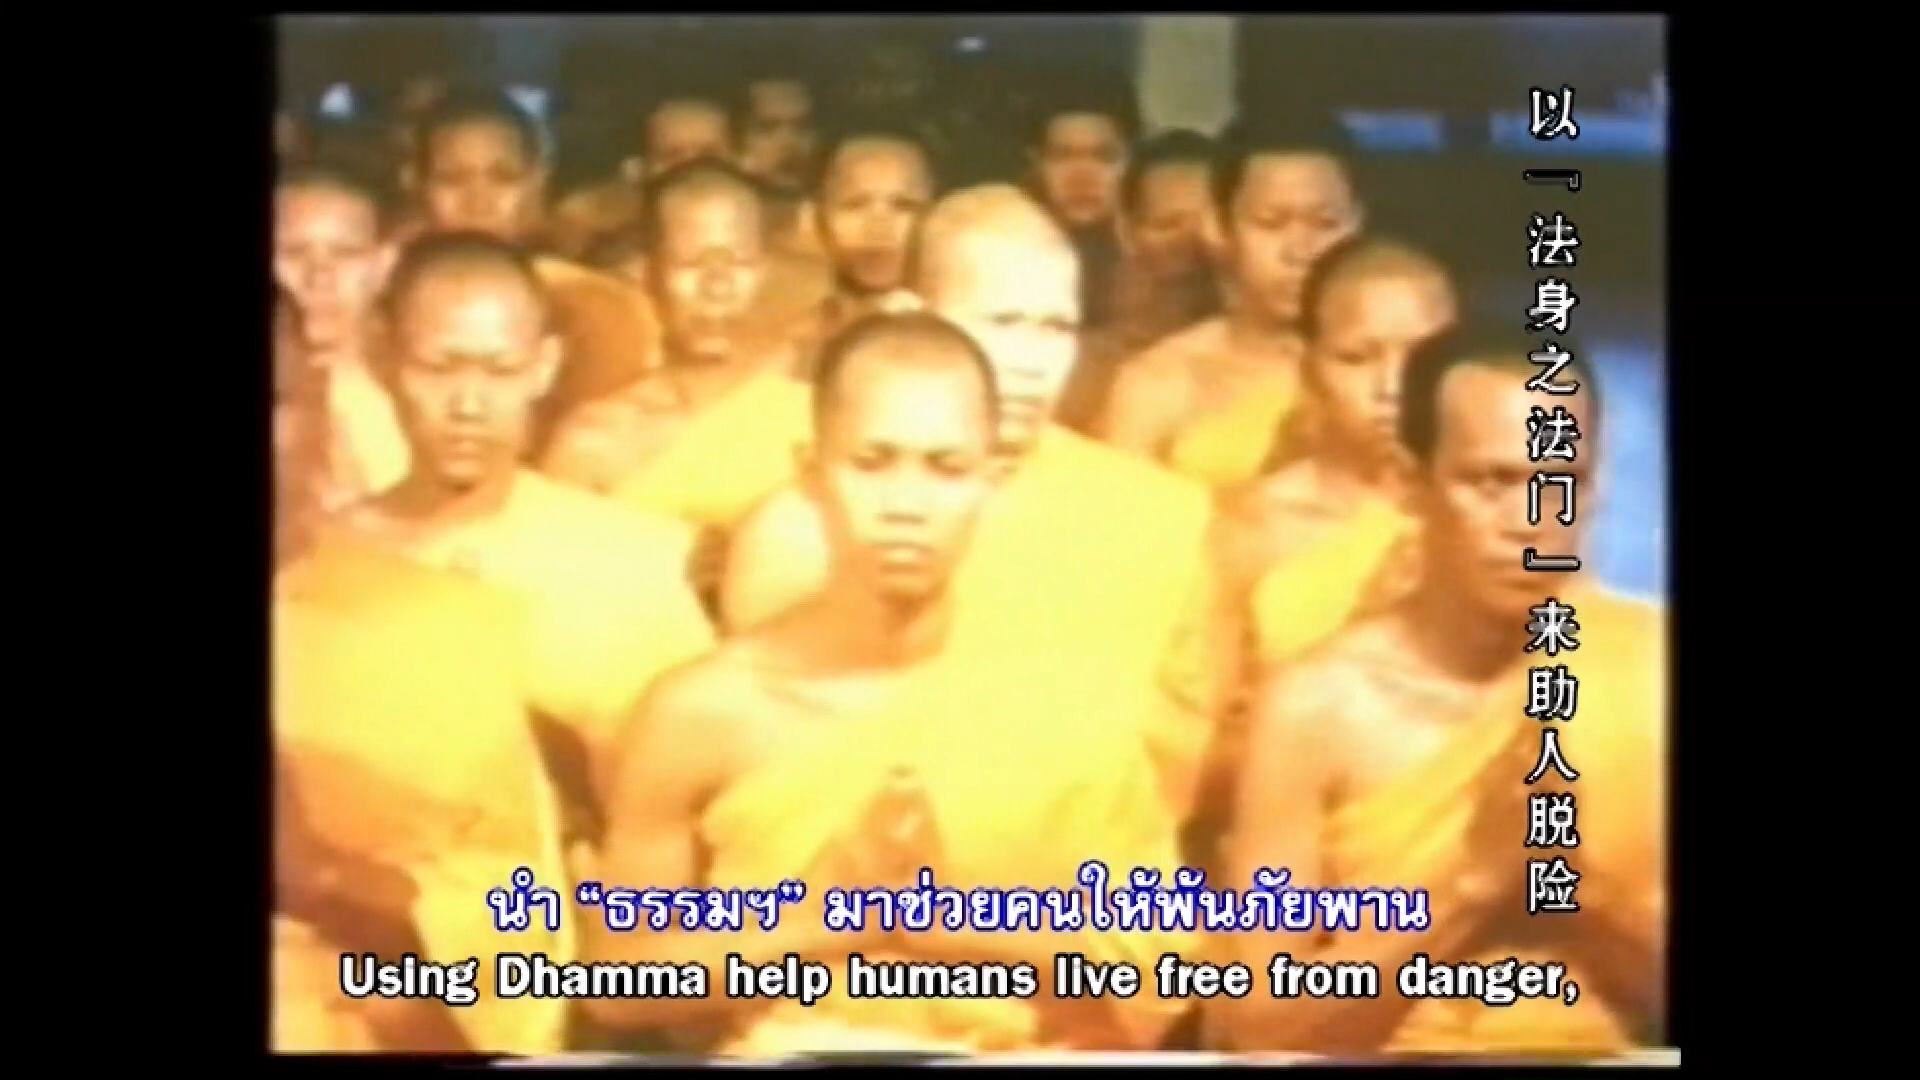 以『法身之法门』来助人脱险
นำ “ธรรมฯ” มาช่วยคนให้พ้นภัยพาน
Using Dhamma help humans live free from danger,